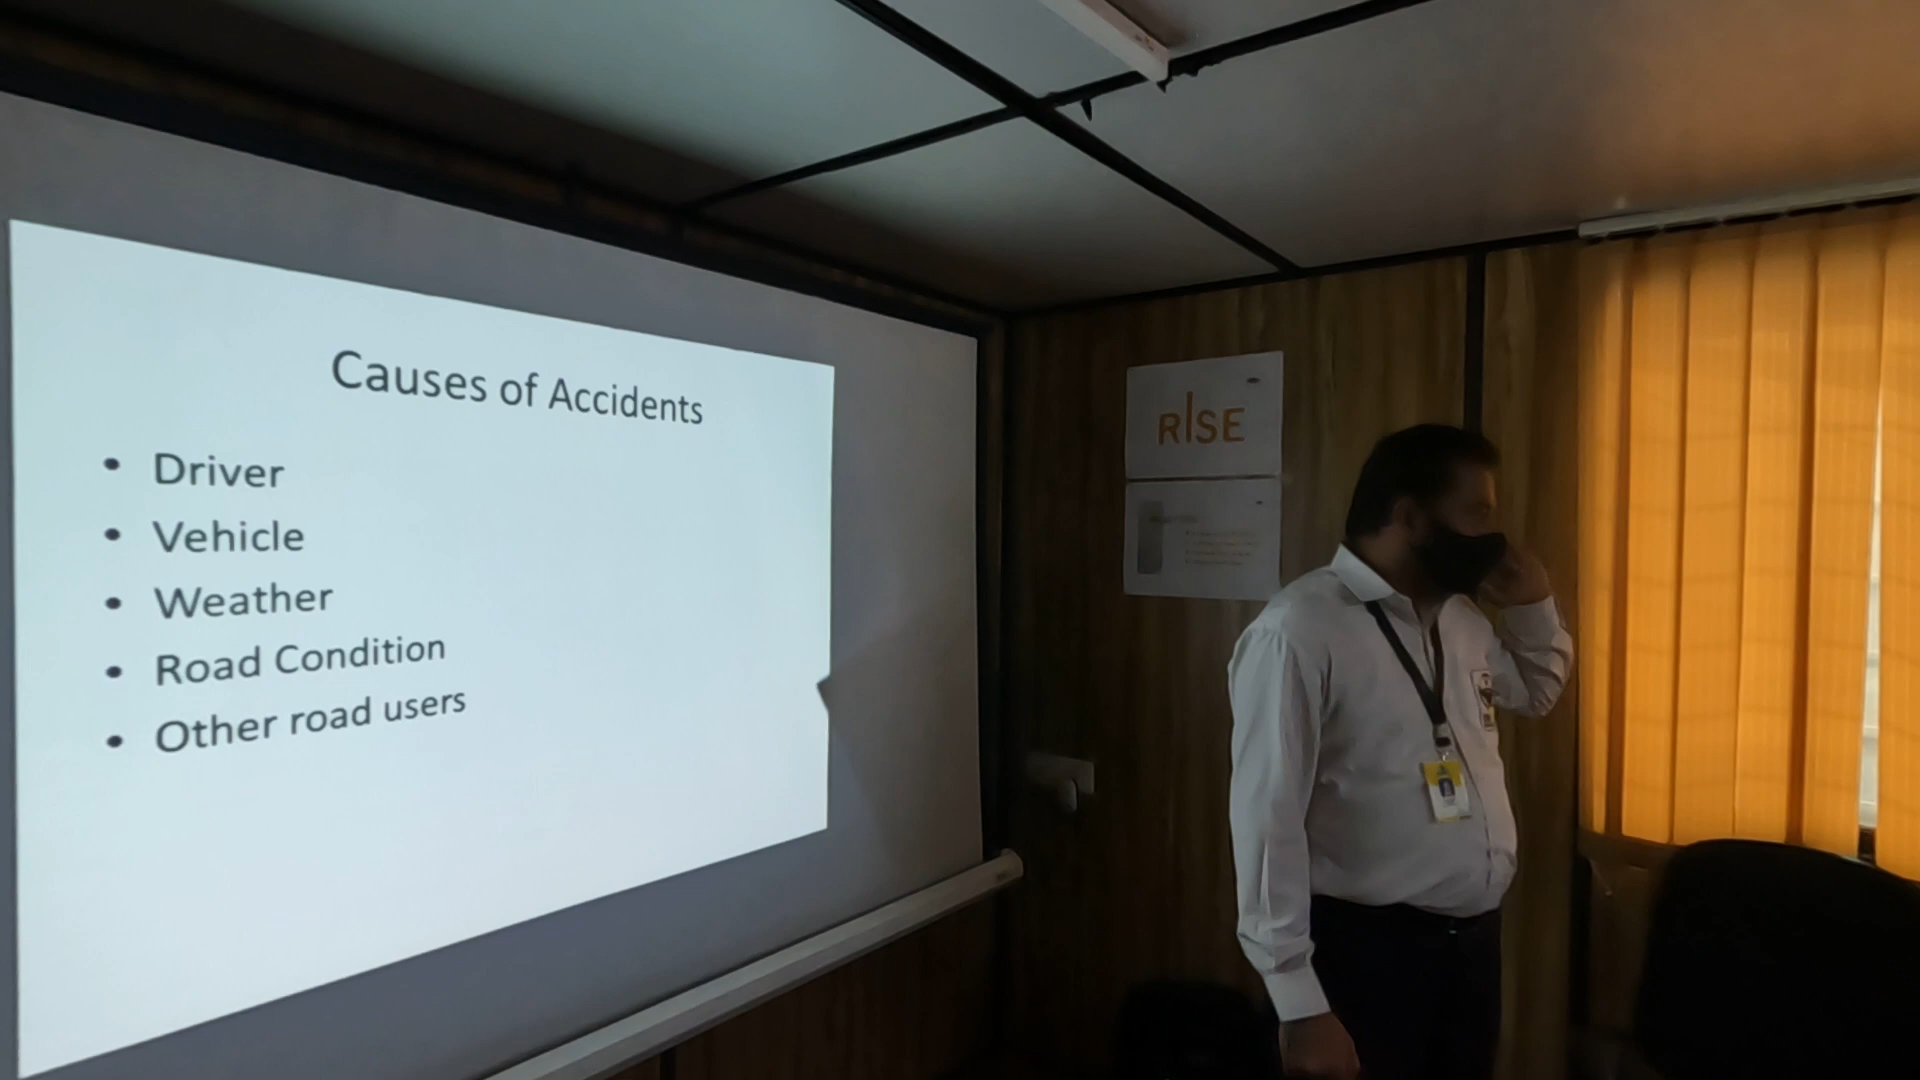 Causes of Accidents
• Driver
• Vehicle
• Weather
• Road Condition
• Other road users
RISE